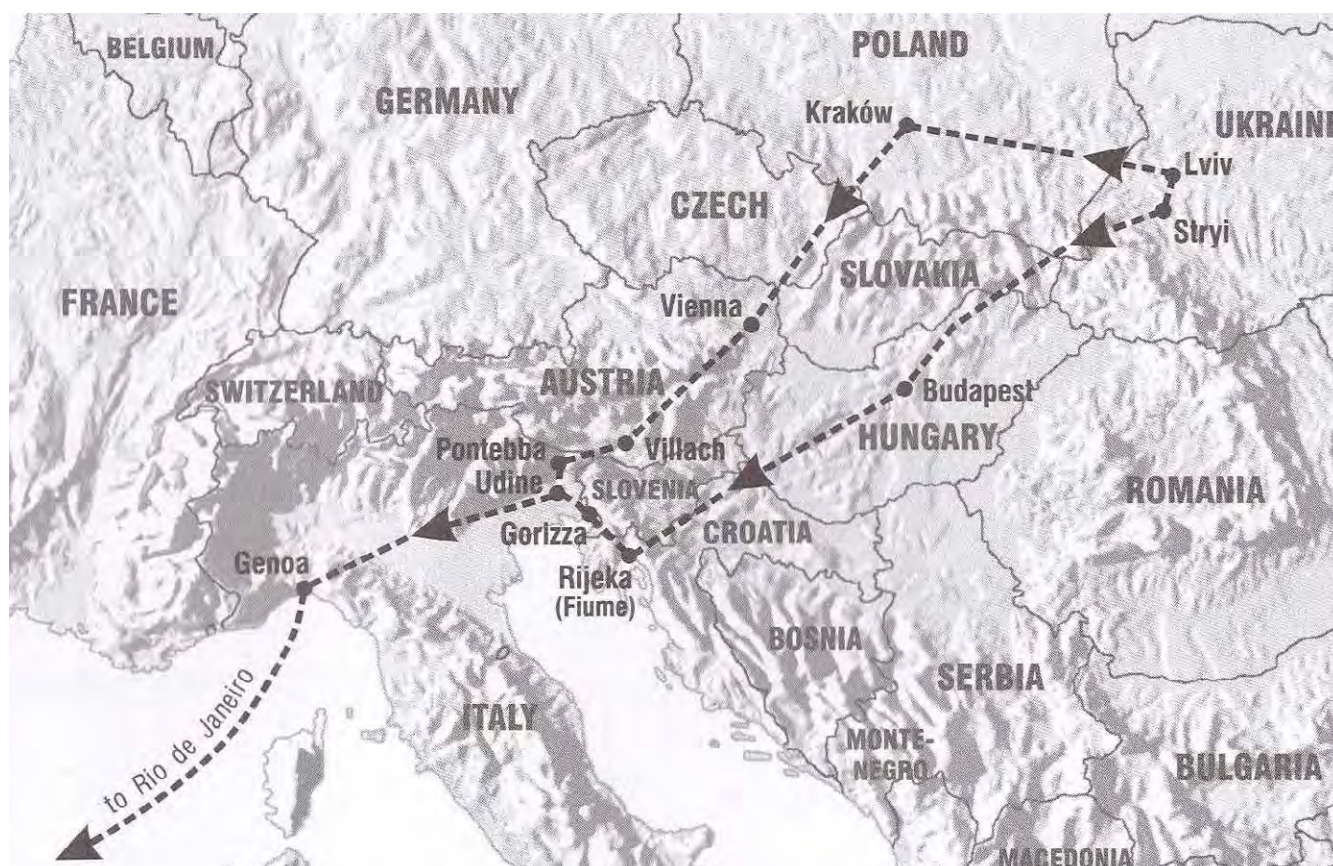 BELGIUM
POLAND
GERMANY
Kraków
UKRAINE
Lviv
CZECH
Stryi
SLOVAKIA
FRANCE
Vienna
SWITZERLAND
AUSTRIA
Budapest
Pontebba
Villach
HUNGARY
Udine
SLOVENIA
ROMANIA
Gorizza
CROATIA
Genoa
Rijeka
(Fiume)
BOSNIA
SERBIA
to Rio de Janeiro
ITALY
MONTE-
NEGRO
BULGARIA
MACEDONIA